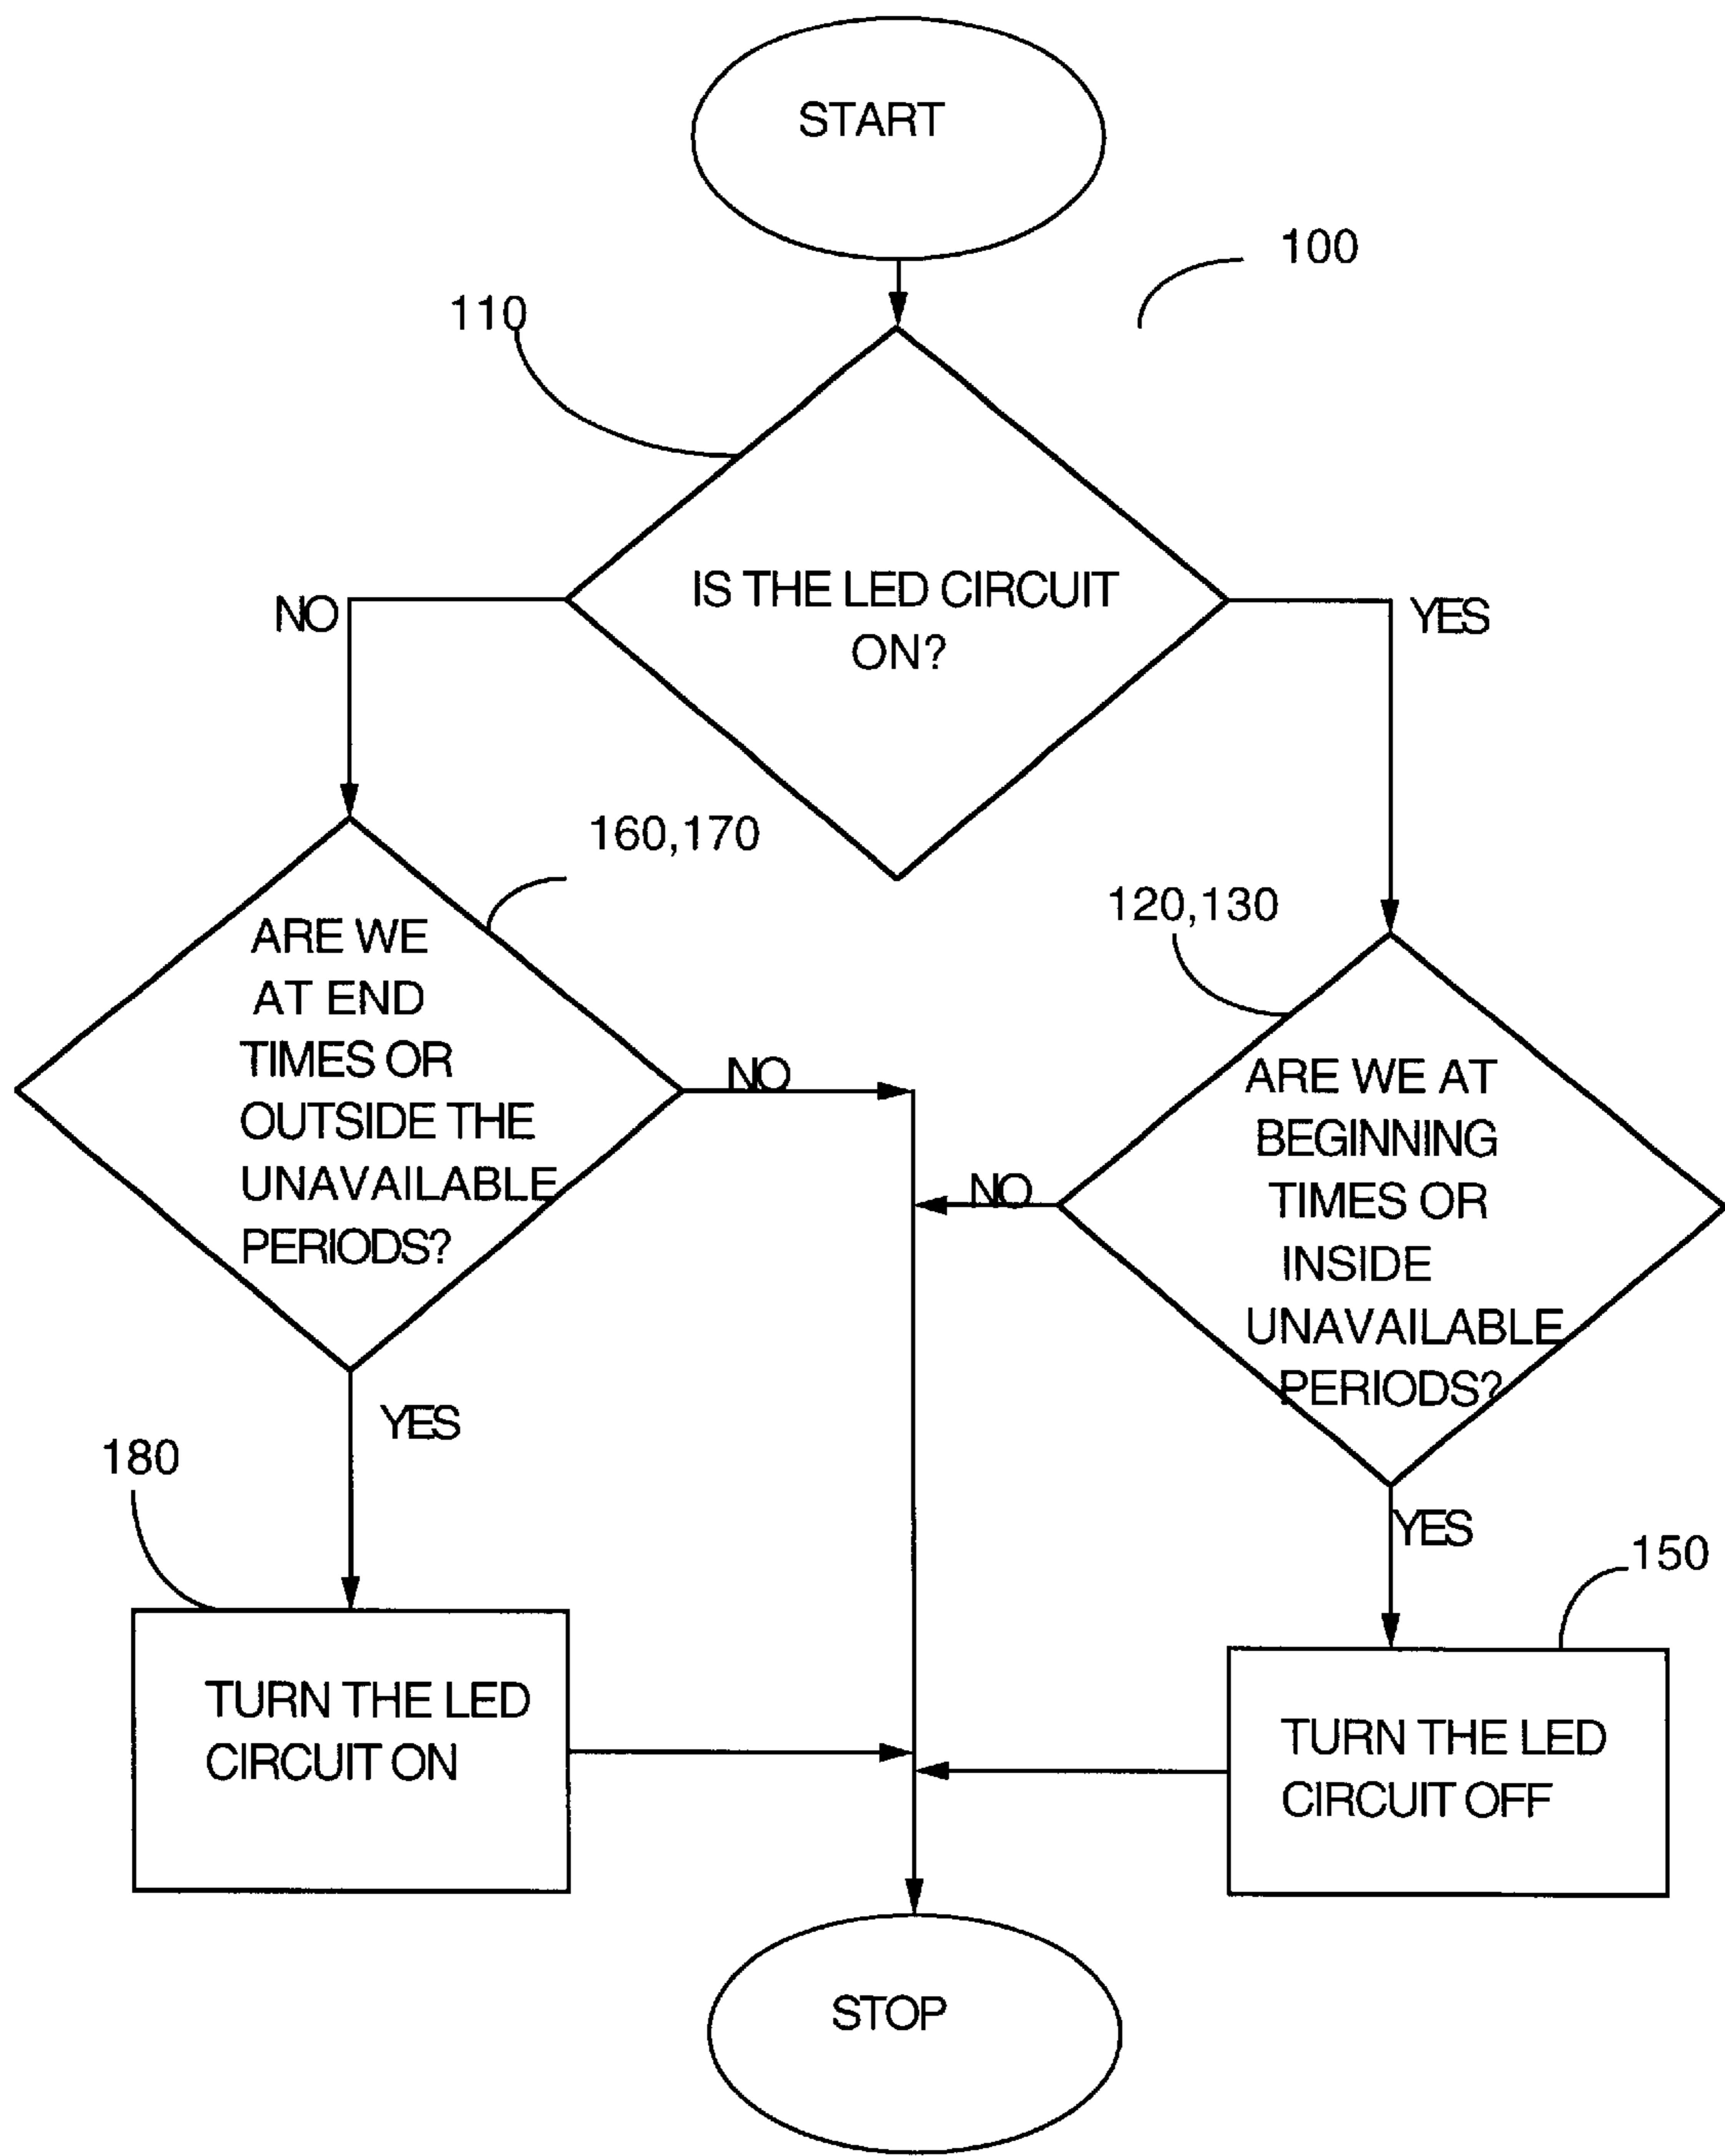 START
100
110
IS THE LED CIRCUIT
ON?
NO
YES
160,170
120,130
ARE WE
AT END
TIMES OR
OUTSIDE THE
UNAVAILABLE
PERIODS?
NO
ARE WE AT
BEGINNING
TIMES OR
INSIDE
UNAVAILABLE
PERIODS?
NO
YES
180
YES
150
TURN THE LED
CIRCUIT ON
TURN THE LED
CIRCUIT OFF
STOP